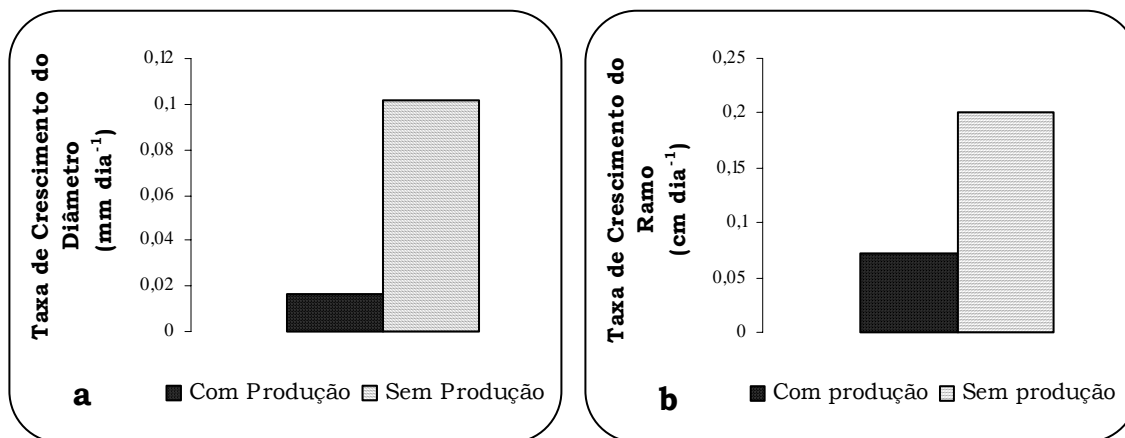 Taxa de Crescimento do
Diâmetro
(mm dia⁻¹)
0,12
0,1
0,08
0,06
0,04
0,02
0
a
Com Produção
Sem Produção
Taxa de Crescimento do
Ramo
(cm dia⁻¹)
0,25
0,2
0,15
0,1
0,05
0
b
Com produção
Sem produção